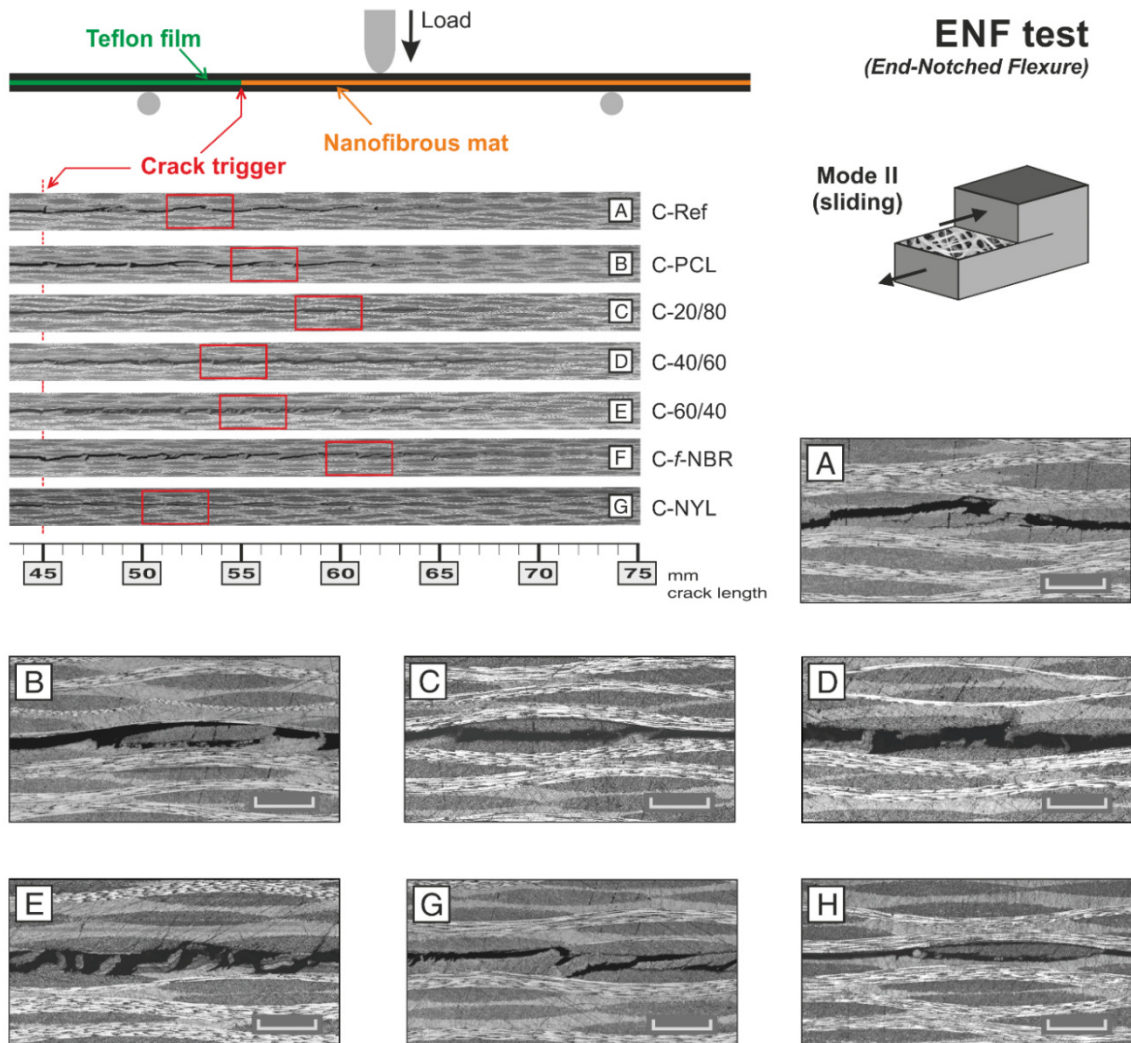 Load
ENF test
(End-Notched Flexure)
Teflon film
Nanofibrous mat
Crack trigger
Mode II
(sliding)
A C-Ref
B C-PCL
C C-20/80
D C-40/60
E C-60/40
F C-f-NBR
G C-NYL
45 50 55 60 65 70 75 mm
crack length
A
B
C
D
E
G
H